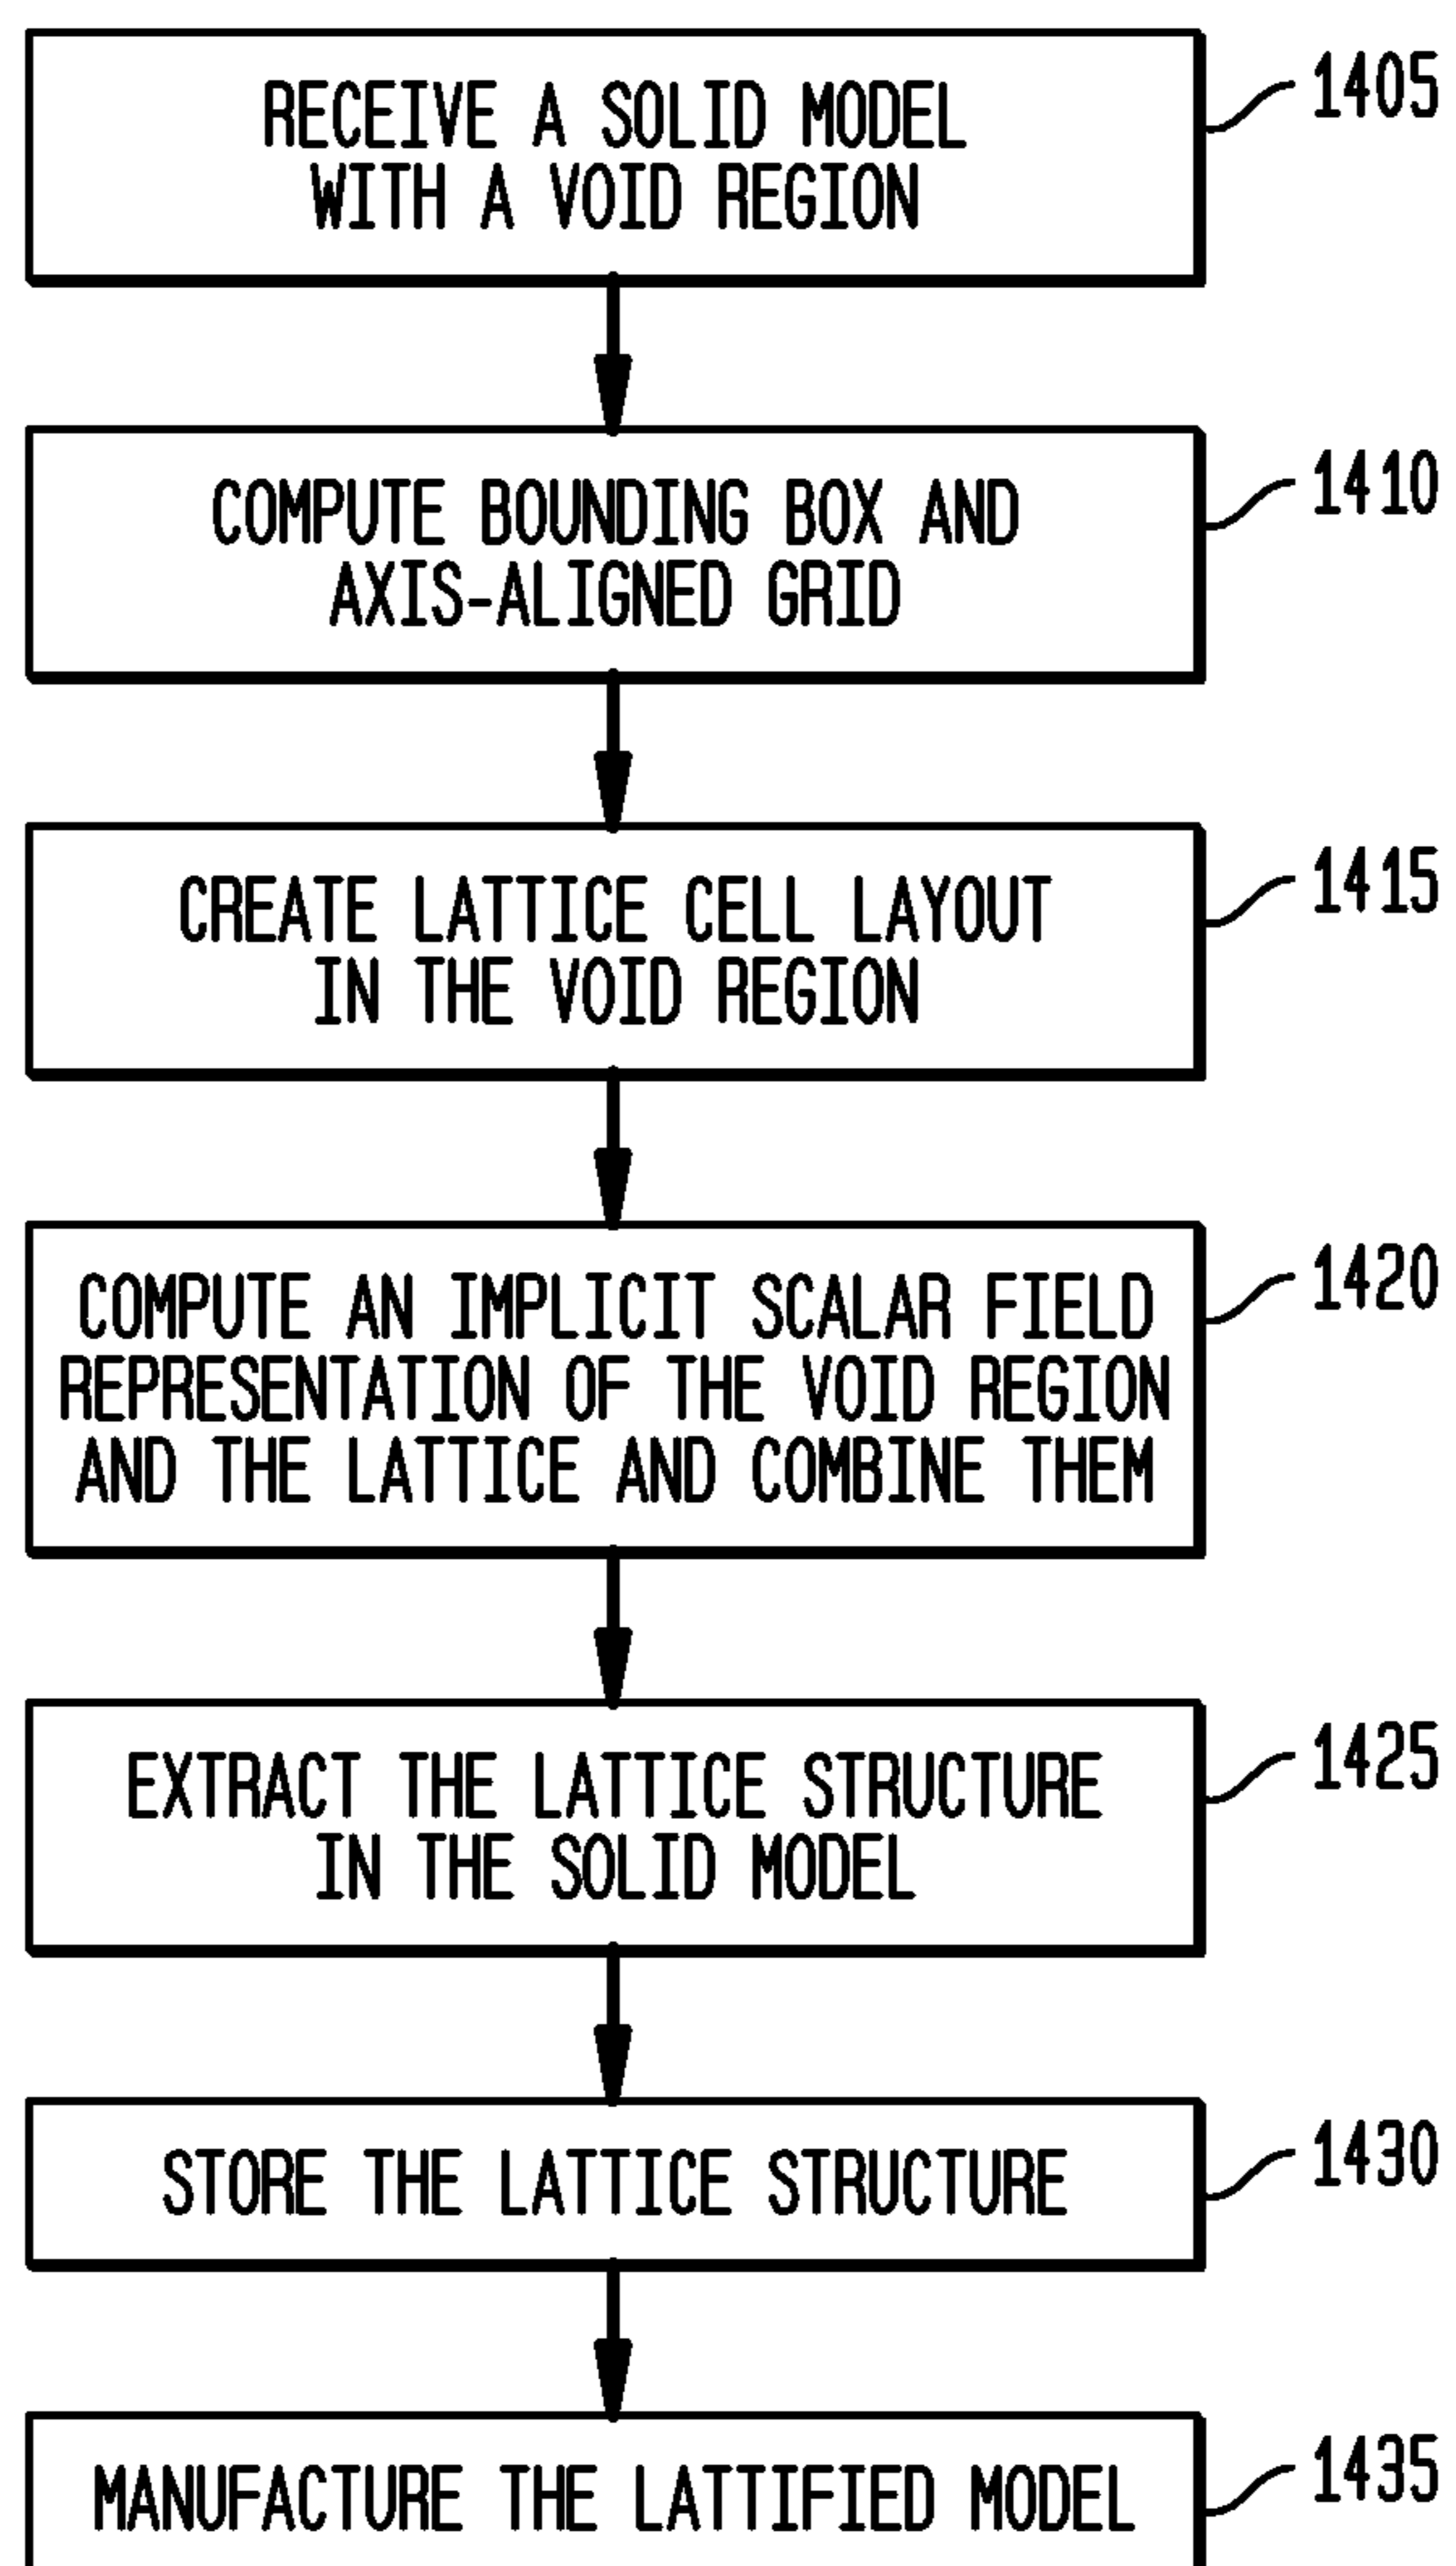 RECEIVE A SOLID MODEL
WITH A VOID REGION
1405
COMPUTE BOUNDING BOX AND
AXIS-ALIGNED GRID
1410
CREATE LATTICE CELL LAYOUT
IN THE VOID REGION
1415
COMPUTE AN IMPLICIT SCALAR FIELD
REPRESENTATION OF THE VOID REGION
AND THE LATTICE AND COMBINE THEM
1420
EXTRACT THE LATTICE STRUCTURE
IN THE SOLID MODEL
1425
STORE THE LATTICE STRUCTURE
1430
MANUFACTURE THE LATTIFIED MODEL
1435